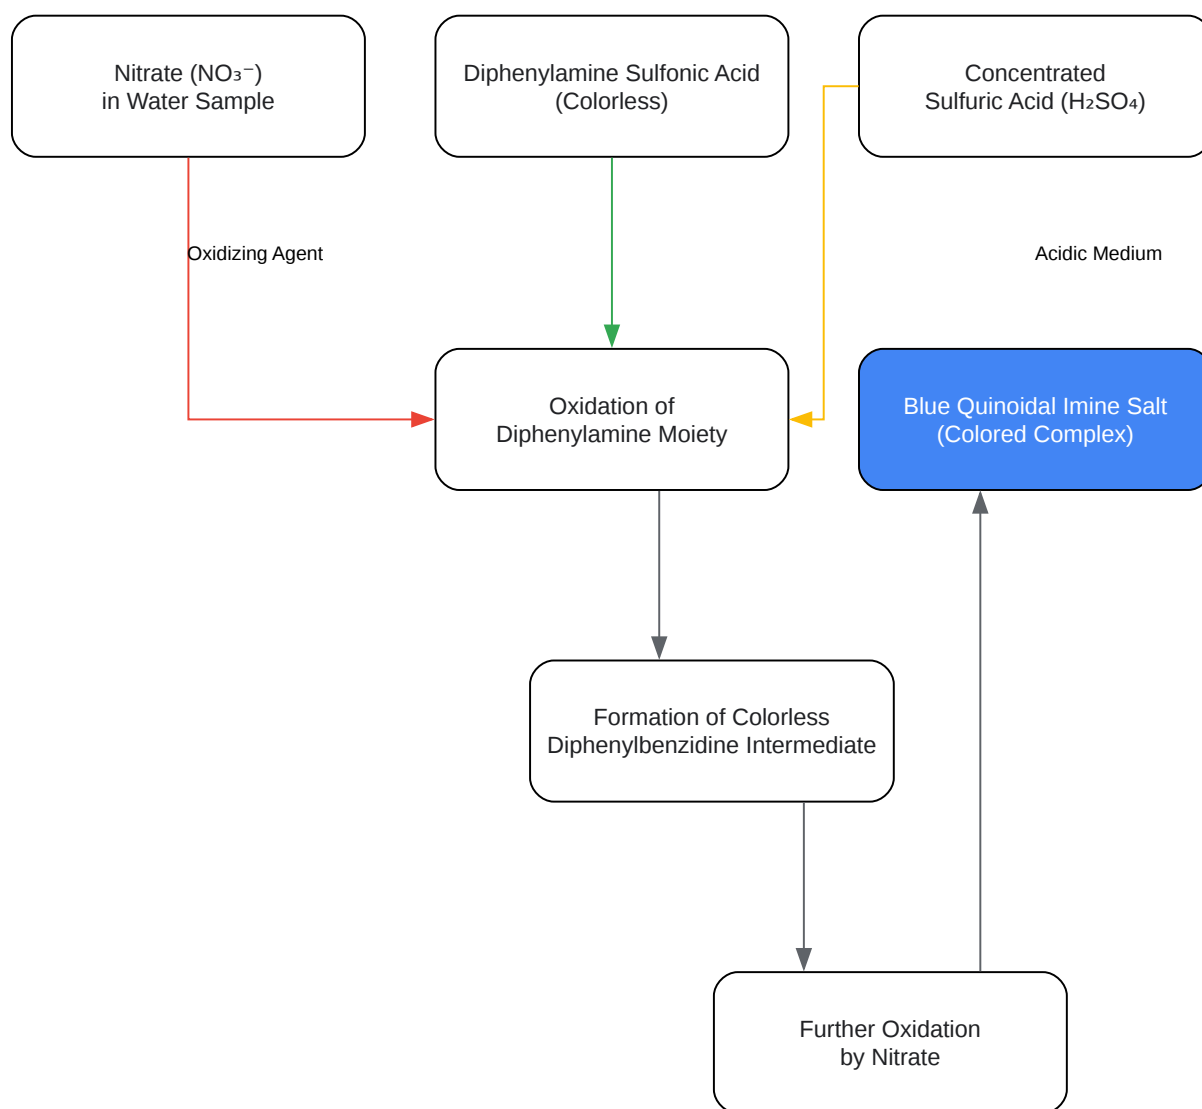 Nitrate (NO₃⁻)
in Water Sample
Diphenylamine Sulfonic Acid
(Colorless)
Concentrated
Sulfuric Acid (H₂SO₄)
Oxidizing Agent
Acidic Medium
Oxidation of
Diphenylamine Moiety
Blue Quinoidal Imine Salt
(Colored Complex)
Formation of Colorless
Diphenylbenzidine Intermediate
Further Oxidation
by Nitrate